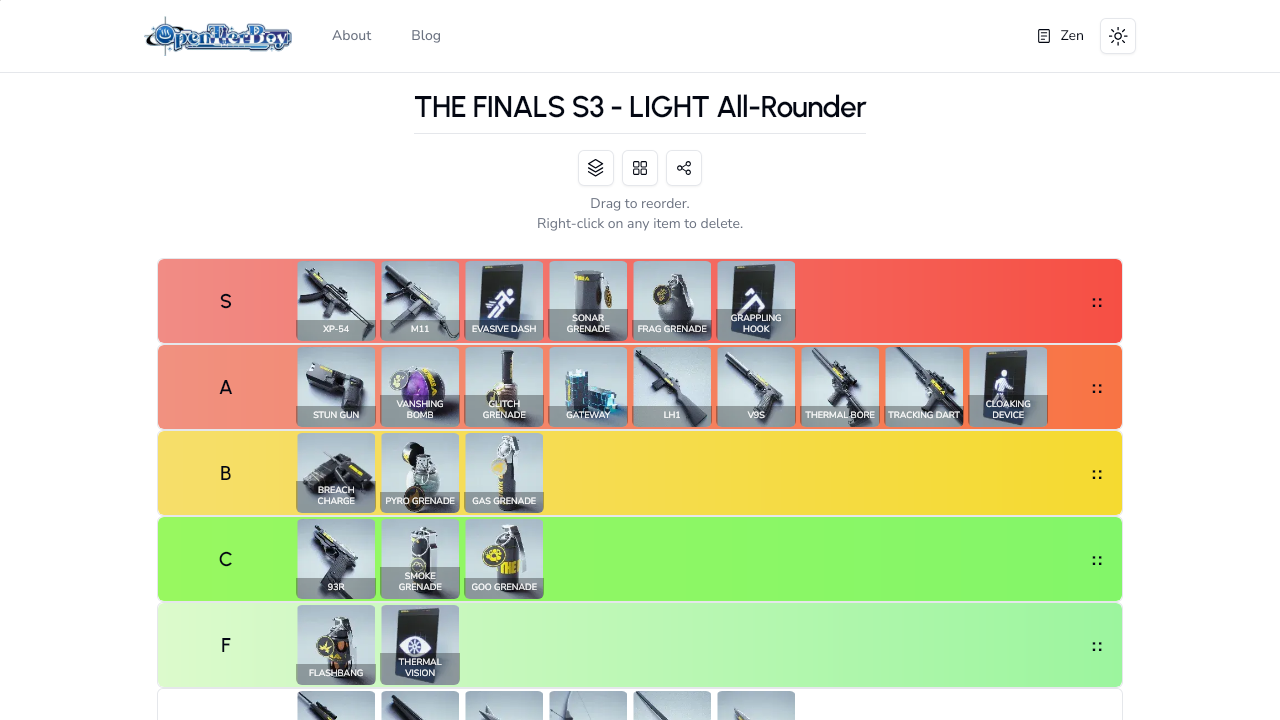 OpenTierBoy
About
Blog
Zen
THE FINALS S3 - LIGHT All-Rounder
Drag to reorder.
Right-click on any item to delete.
S
XP-54
M11
EVASIVE DASH
SONAR
GRENADE
FRAG GRENADE
GRAPPLING
HOOK
A
STUN GUN
VANSHING
BOMB
GLITCH
GRENADE
GATEWAY
LH1
V9S
THERMAL BORE
TRACKING DART
CLOAKING
DEVICE
B
BREACH
CHARGE
PYRO GRENADE
GAS GRENADE
C
93R
SMOKE
GRENADE
GOO GRENADE
F
FLASHBANG
THERMAL
VISION